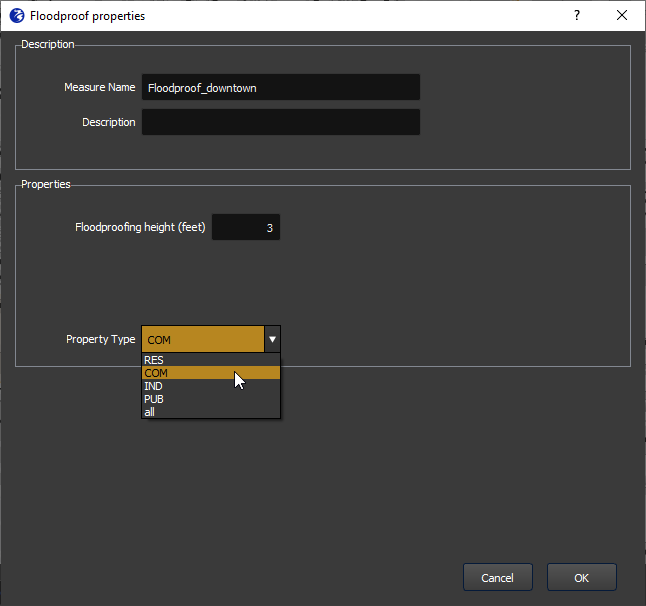 Floodproof properties
Description
Measure Name Floodproof_downtown
Description
Properties
Floodproofing height (feet) 3
Property Type COM
RES
COM
IND
PUB
all
Cancel OK